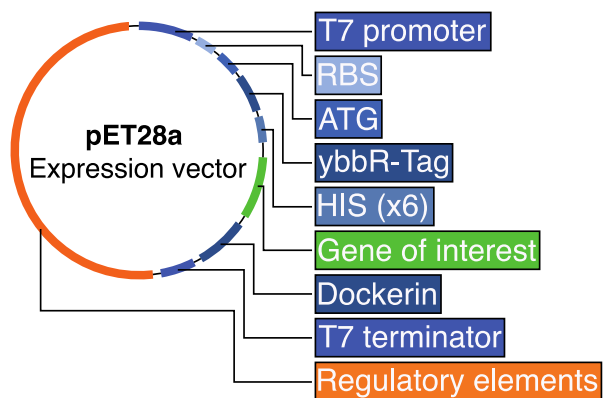 pET28a
Expression vector
T7 promoter
RBS
ATG
ybbR-Tag
HIS (x6)
Gene of interest
Dockerin
T7 terminator
Regulatory elements